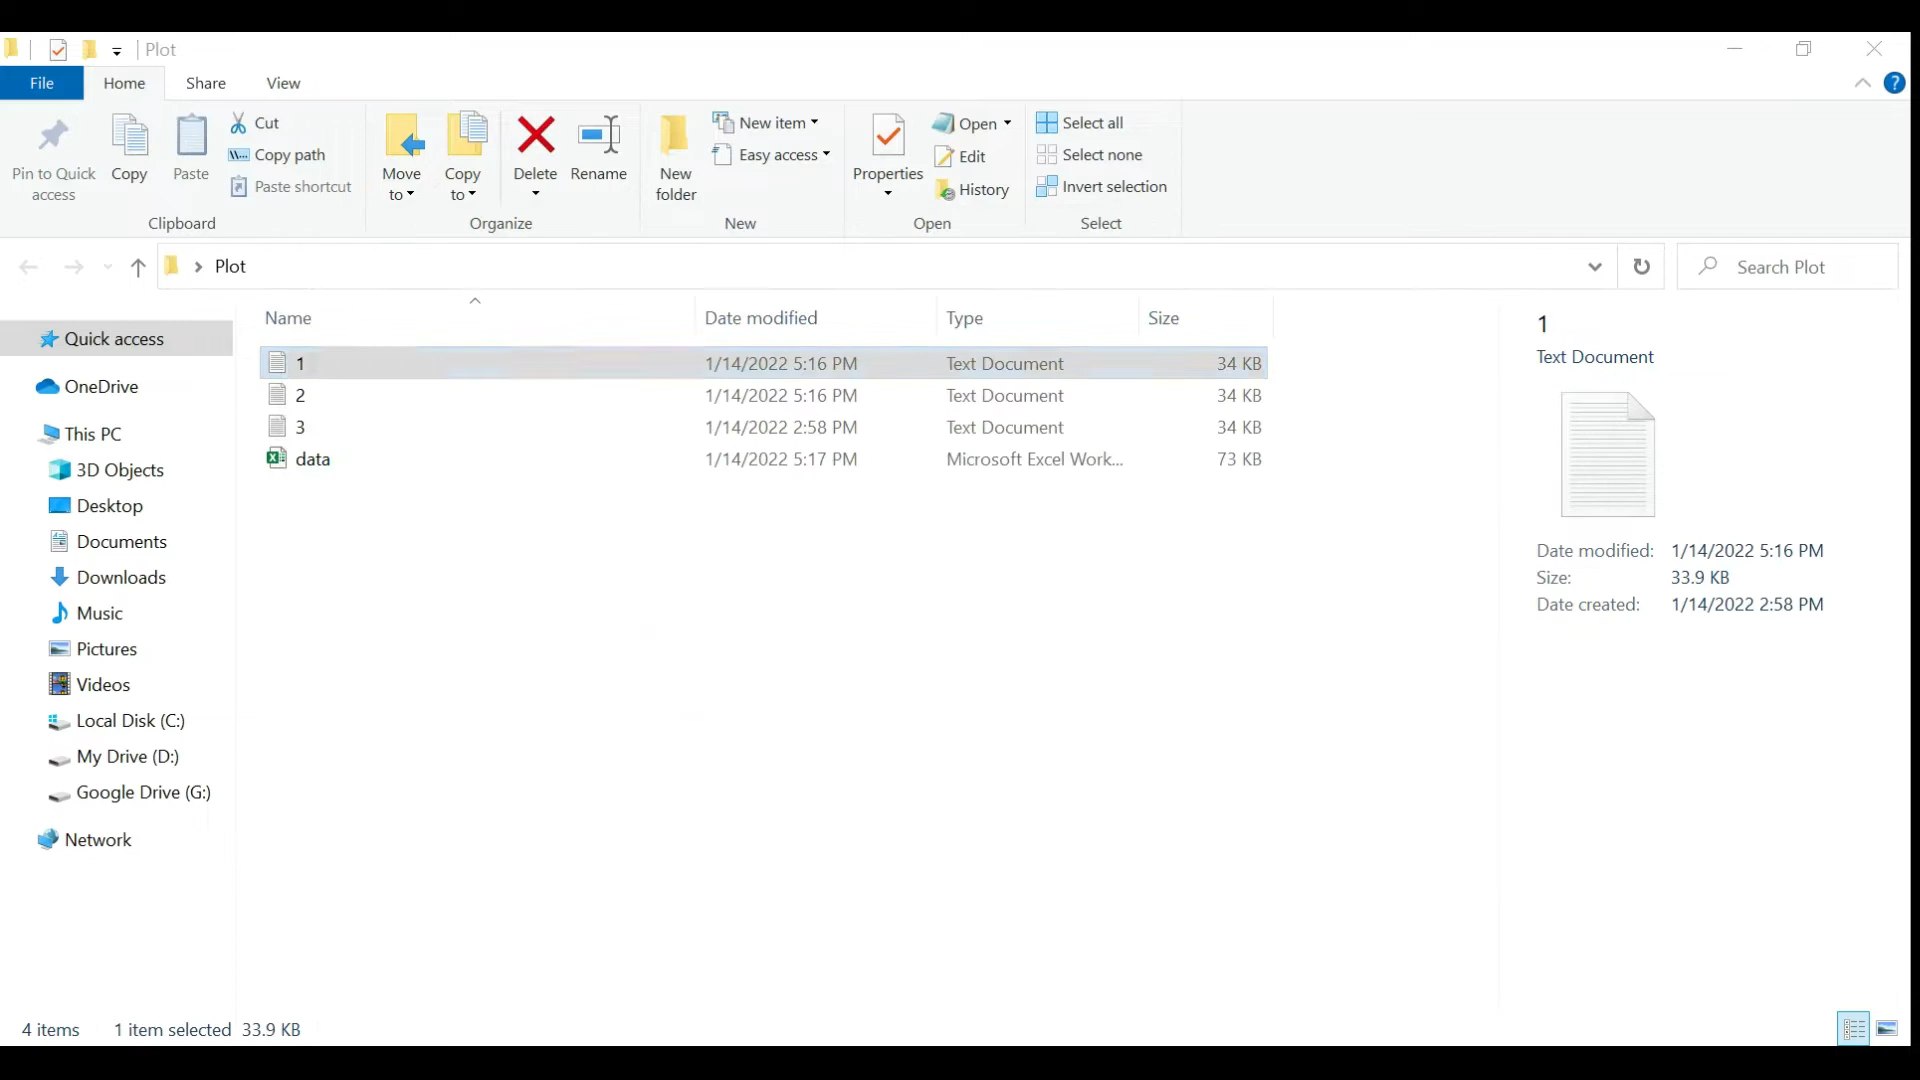 Plot
File Home Share View
Pin to Quick access
Copy
Paste
Cut
Copy path
Paste shortcut
Clipboard
Move to
Copy to
Delete
Rename
Organize
New folder
New item
Easy access
New
Properties
Open
Edit
History
Open
Select all
Select none
Invert selection
Select
Plot
Search Plot
Name Date modified Type Size
1 1/14/2022 5:16 PM Text Document 34 KB
2 1/14/2022 5:16 PM Text Document 34 KB
3 1/14/2022 2:58 PM Text Document 34 KB
data 1/14/2022 5:17 PM Microsoft Excel Work... 73 KB
Quick access
OneDrive
This PC
3D Objects
Desktop
Documents
Downloads
Music
Pictures
Videos
Local Disk (C:)
My Drive (D:)
Google Drive (G:)
Network
1
Text Document
Date modified: 1/14/2022 5:16 PM
Size: 33.9 KB
Date created: 1/14/2022 2:58 PM
4 items 1 item selected 33.9 KB